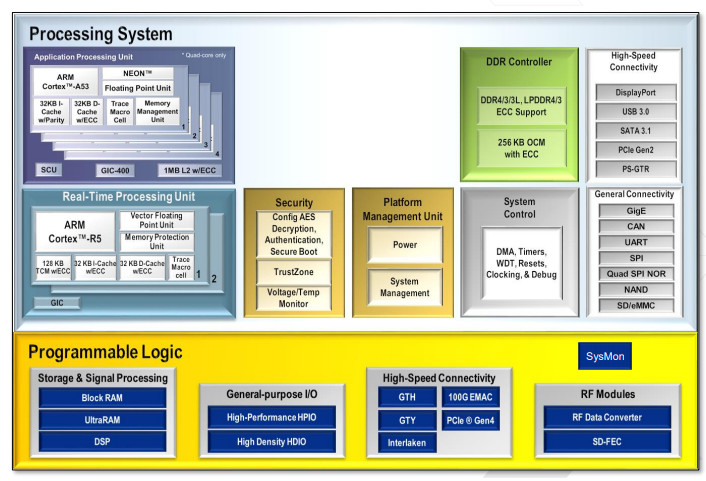 Processing System
Application Processing Unit
* Quad-core only
ARM
Cortex™-A53
NEON™
Floating Point Unit
32KB I-
Cache
w/Parity
32KB D-
Cache
w/ECC
Trace
Macro
Cell
Memory
Management
Unit
1
2
3
4
SCU
GIC-400
1MB L2 w/ECC
DDR Controller
DDR4/3/3L, LPDDR4/3
ECC Support
256 KB OCM
with ECC
High-Speed
Connectivity
DisplayPort
USB 3.0
SATA 3.1
PCIe Gen2
PS-GTR
Real-Time Processing Unit
ARM
Cortex™-R5
Vector Floating
Point Unit
Memory Protection
Unit
128 KB
TCM w/ECC
32 KB I-Cache
w/ECC
32 KB D-Cache
w/ECC
Trace
Macro
cell
1
2
GIC
Security
Config AES
Decryption,
Authentication,
Secure Boot
TrustZone
Voltage/Temp
Monitor
Platform
Management Unit
Power
System
Management
System
Control
DMA, Timers,
WDT, Resets,
Clocking, & Debug
General Connectivity
GigE
CAN
UART
SPI
Quad SPI NOR
NAND
SD/eMMC
Programmable Logic
SysMon
Storage & Signal Processing
Block RAM
UltraRAM
DSP
General-purpose I/O
High-Performance HPIO
High Density HDIO
High-Speed Connectivity
GTH
100G EMAC
GTY
PCIe ® Gen4
Interlaken
RF Modules
RF Data Converter
SD-FEC